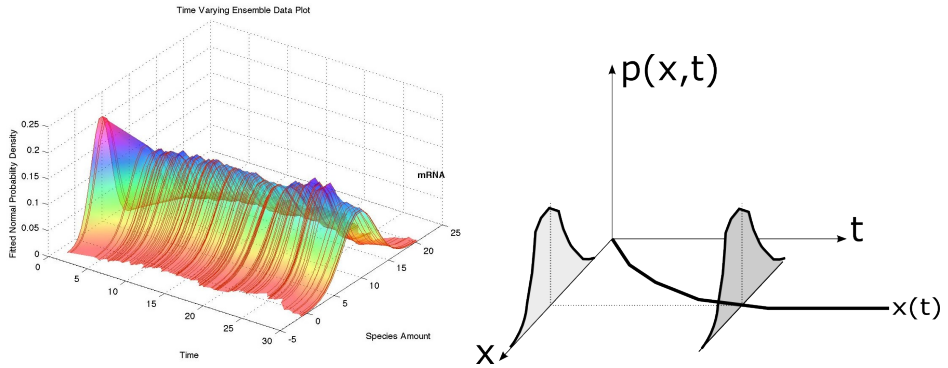 Time Varying Ensemble Data Plot
Fitted Normal Probability Density
0.25
0.2
0.15
0.1
0.05
0
0
5
10
15
20
25
30
Time
-5
0
5
10
15
20
25
Species Amount
mRNA
p(x,t)
t
x(t)
x